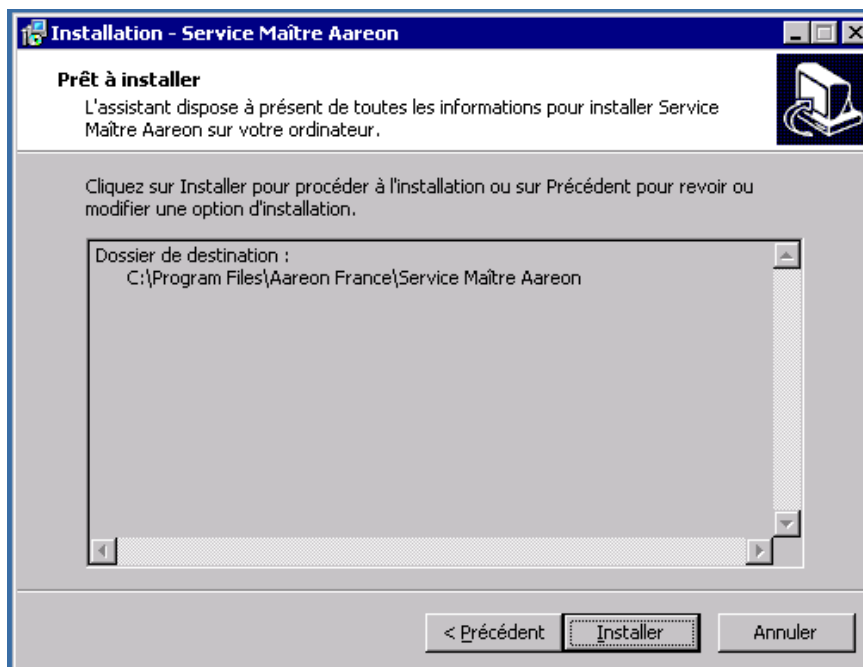 Installation - Service Maître Aareon
Prêt à installer
L'assistant dispose à présent de toutes les informations pour installer Service
Maître Aareon sur votre ordinateur.
Cliquez sur Installer pour procéder à l'installation ou sur Précédent pour revoir ou
modifier une option d'installation.
Dossier de destination :
C:\Program Files\Aareon France\Service Maître Aareon
< Précédent
Installer
Annuler